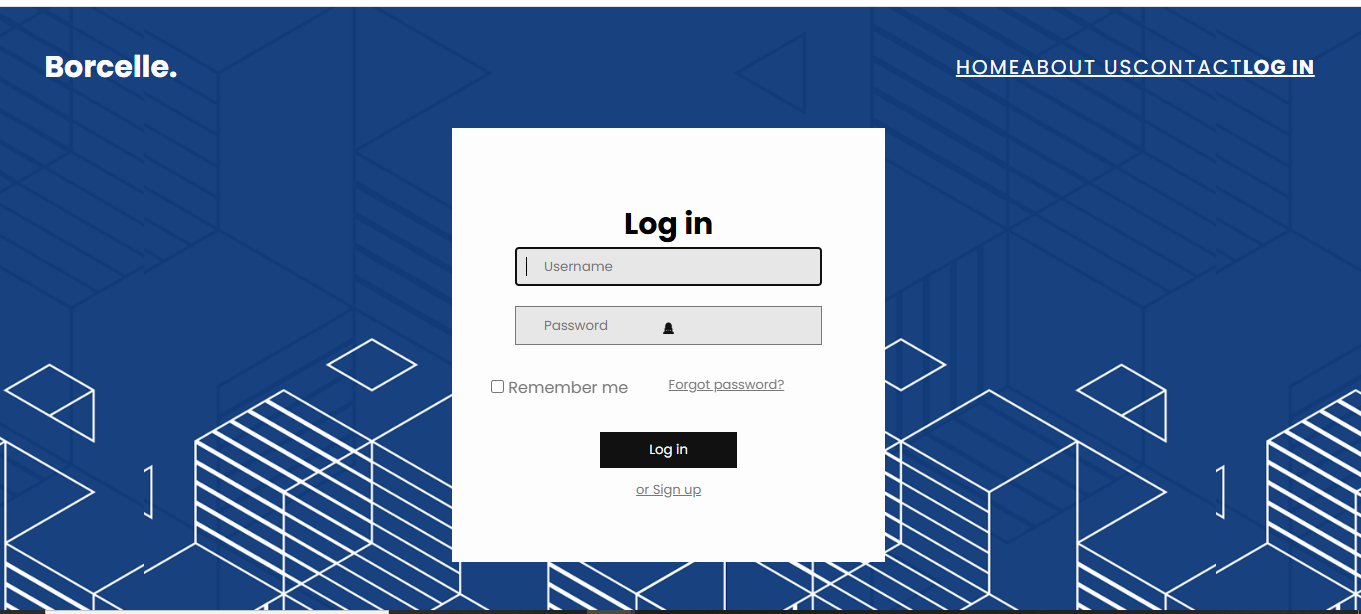 Borcelle.
HOMEABOUT USCONTACTLOG IN
Log in
Username
Password
Remember me Forgot password?
Log in
or Sign up